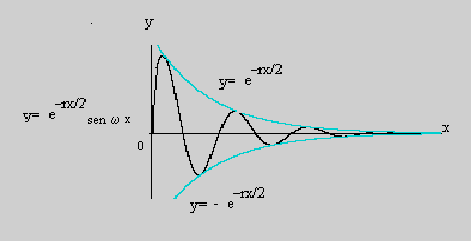 y
y= e^-rx/2
y= e^-rx/2 sen ω x
x
0
y= - e^-rx/2